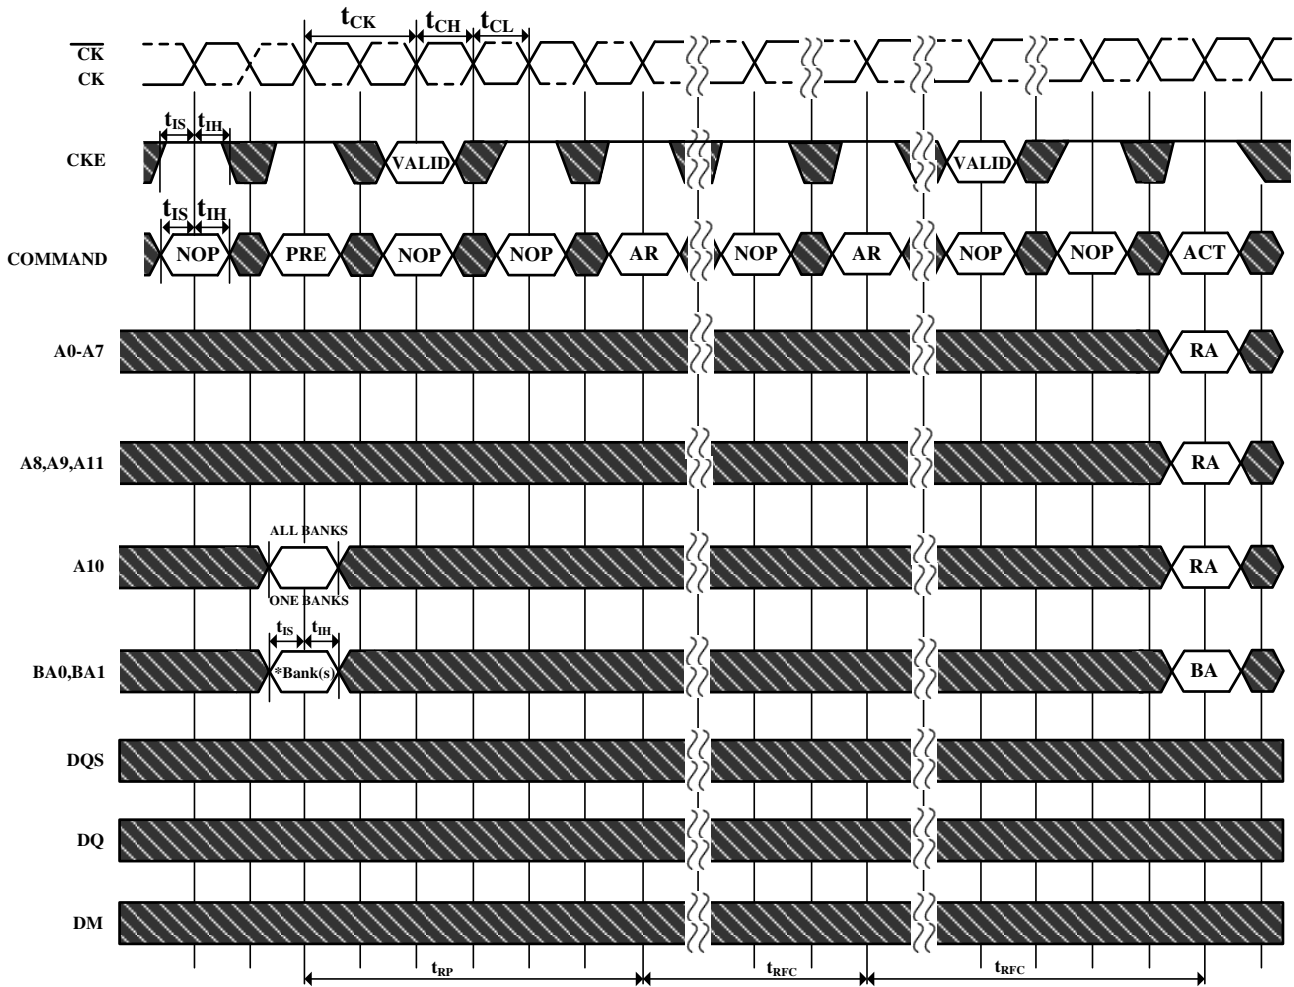 tCK tCH tCL
CK
CK
tIS tIH
CKE VALID VALID
tIS tIH
COMMAND NOP PRE NOP NOP AR NOP AR NOP NOP ACT
A0-A7 RA
A8,A9,A11 RA
ALL BANKS
A10 RA
ONE BANKS
tIS tIH
BA0,BA1 *Bank(s) BA
DQS
DQ
DM
tRP tRFC tRFC